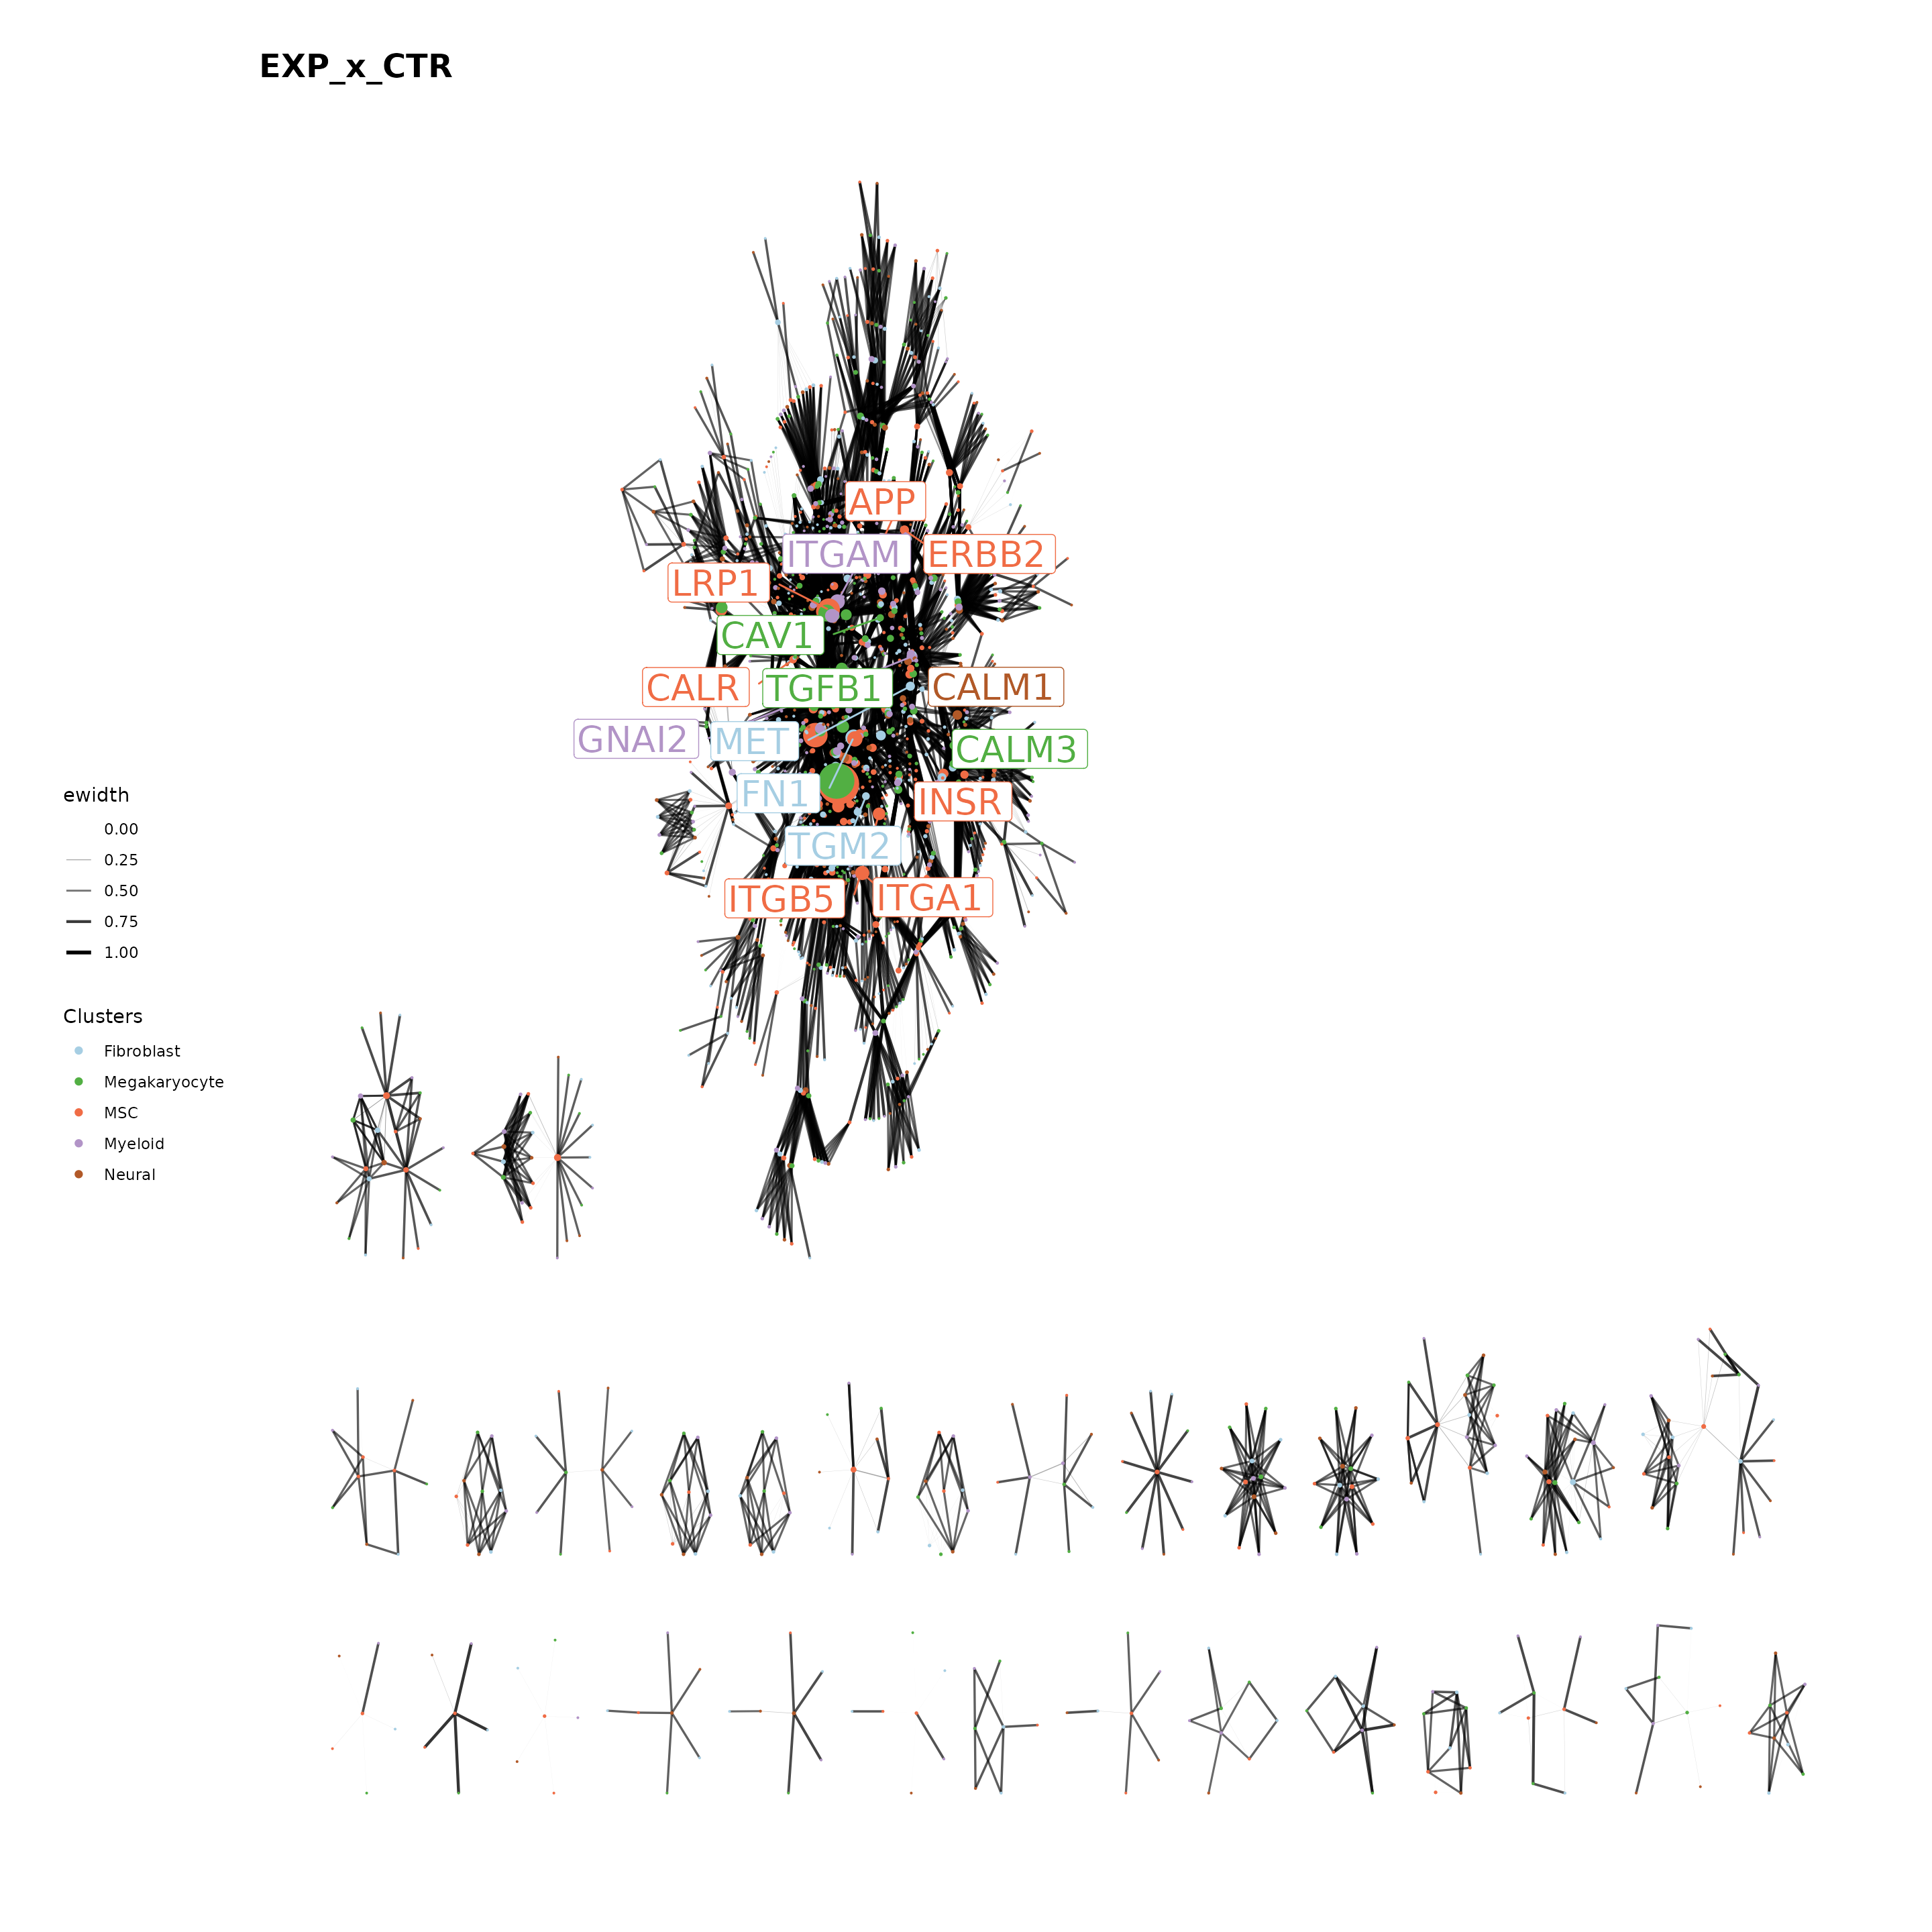 EXP_x_CTR
APP
ITGAM
ERBB2
LRP1
CAV1
CALR
TGFB1
CALM1
GNAI2
MET
CALM3
FN1
INSR
TGM2
ITGB5
ITGA1
ewidth
0.00
0.25
0.50
0.75
1.00
Clusters
Fibroblast
Megakaryocyte
MSC
Myeloid
Neural